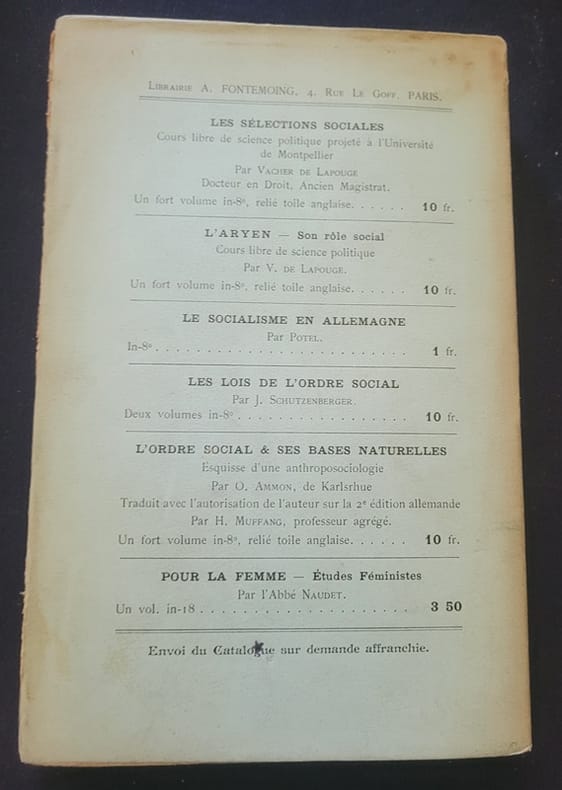 Librairie A. FONTEMOING, 4, Rue Le Goff, PARIS.
LES SÉLECTIONS SOCIALES
Cours libre de science politique projeté à l'Université
de Montpellier
Par Vacher de Lapouge
Docteur en Droit, Ancien Magistrat.
Un fort volume in-8º, relié toile anglaise. . . . . . 10 fr.
L'ARYEN — Son rôle social
Cours libre de science politique
Par V. de Lapouge.
Un fort volume in-8º, relié toile anglaise. . . . . . 10 fr.
LE SOCIALISME EN ALLEMAGNE
Par Potel.
In-8º . . . . . . . . . . . . . . . . . . . . . . . . 1 fr.
LES LOIS DE L'ORDRE SOCIAL
Par J. Schutzenberger.
Deux volumes in-8º . . . . . . . . . . . . . . . . . 10 fr.
L'ORDRE SOCIAL & SES BASES NATURELLES
Esquisse d'une anthroposociologie
Par O. Ammon, de Karlsrhue
Traduit avec l'autorisation de l'auteur sur la 2e édition allemande
Par H. Muffang, professeur agrégé.
Un fort volume in-8º, relié toile anglaise. . . . . . 10 fr.
POUR LA FEMME — Études Féministes
Par l'Abbé Naudet.
Un vol. in-18 . . . . . . . . . . . . . . . . . . . . 3 50
Envoi du Catalogue sur demande affranchie.